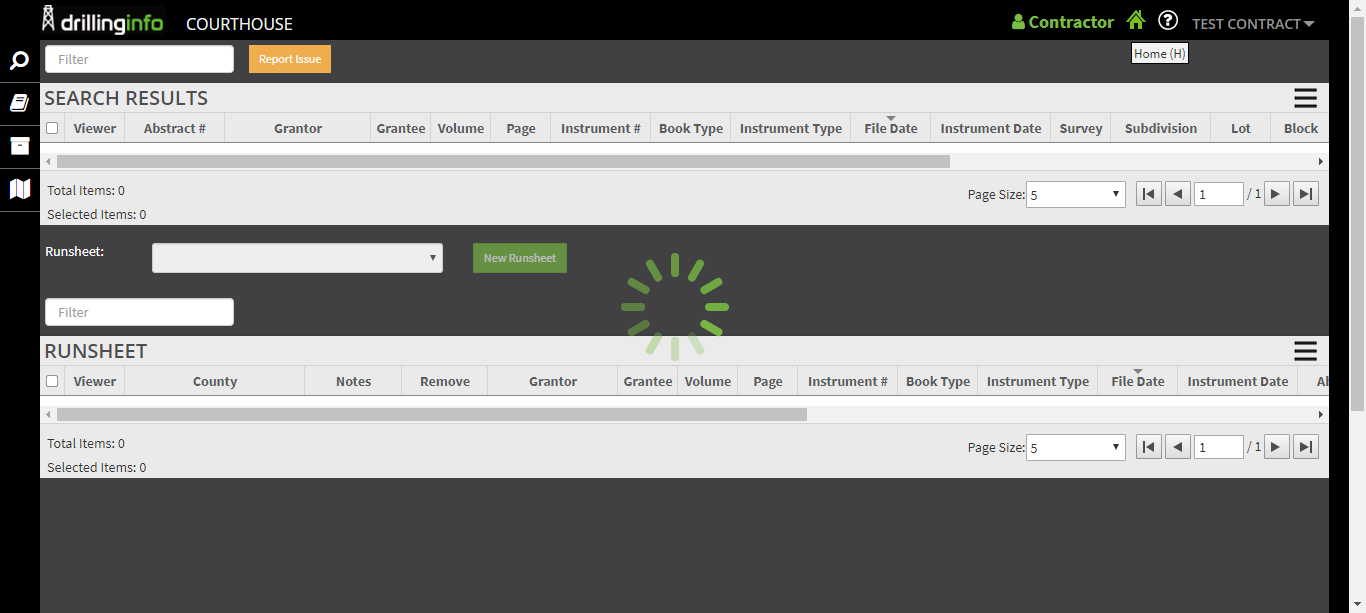 drillinginfo COURTHOUSE Contractor ? TEST CONTRACT
Filter Report Issue Home (H)
SEARCH RESULTS
Viewer Abstract # Grantor Grantee Volume Page Instrument # Book Type Instrument Type File Date Instrument Date Survey Subdivision Lot Block
Total Items: 0
Page Size: 5 1 / 1
Selected Items: 0
Runsheet: New Runsheet
Filter
RUNSHEET
Viewer County Notes Remove Grantor Grantee Volume Page Instrument # Book Type Instrument Type File Date Instrument Date Al
Total Items: 0
Page Size: 5 1 / 1
Selected Items: 0